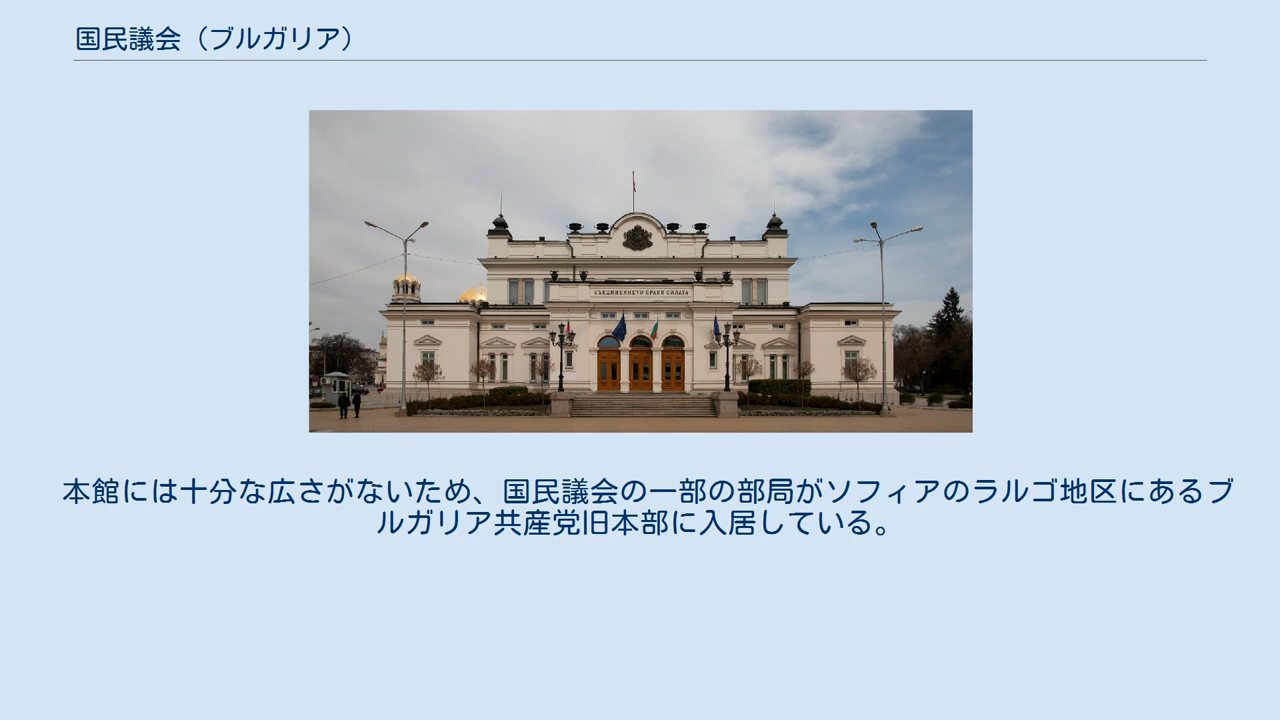 国民議会（ブルガリア）
СЪЕДИНЕНИЕТО ПРАВИ СИЛАТА
本館には十分な広さがないため、国民議会の一部の部局がソフィアのラルゴ地区にあるブ
ルガリア共産党旧本部に入居している。